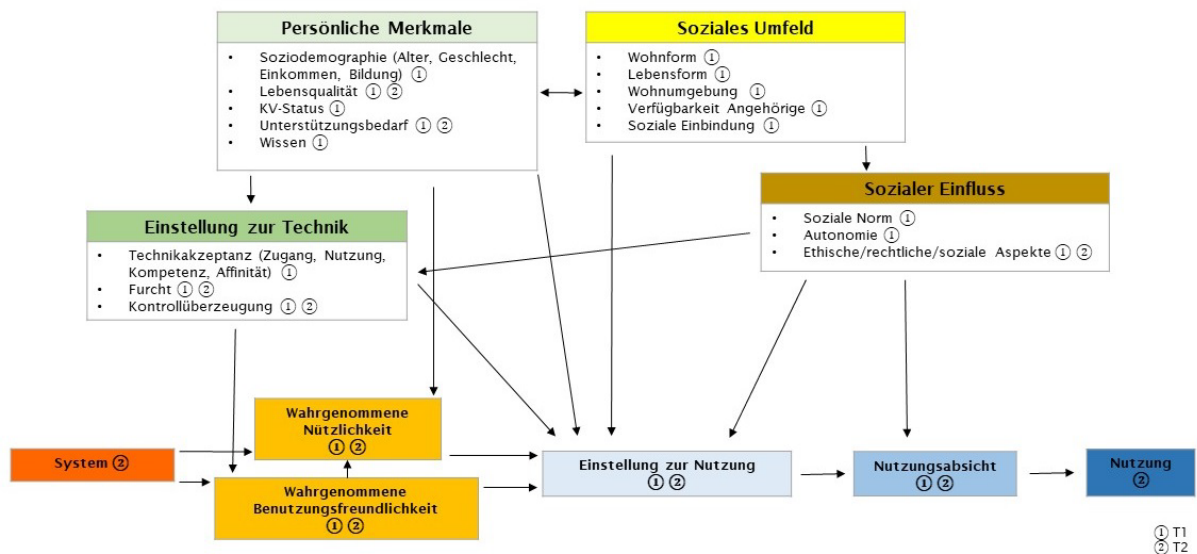 Persönliche Merkmale
• Soziodemographie (Alter, Geschlecht,
Einkommen, Bildung) ①
• Lebensqualität ① ②
• KV-Status ①
• Unterstützungsbedarf ① ②
• Wissen ①
Soziales Umfeld
• Wohnform ①
• Lebensform ①
• Wohnumgebung ①
• Verfügbarkeit Angehörige ①
• Soziale Einbindung ①
Sozialer Einfluss
• Soziale Norm ①
• Autonomie ①
• Ethische/rechtliche/soziale Aspekte ① ②
Einstellung zur Technik
• Technikakzeptanz (Zugang, Nutzung,
Kompetenz, Affinität) ①
• Furcht ① ②
• Kontrollüberzeugung ① ②
Wahrgenommene
Nützlichkeit
① ②
System ②
Wahrgenommene
Benutzungsfreundlichkeit
① ②
Einstellung zur Nutzung
① ②
Nutzungsabsicht
① ②
Nutzung
②
① T1
② T2